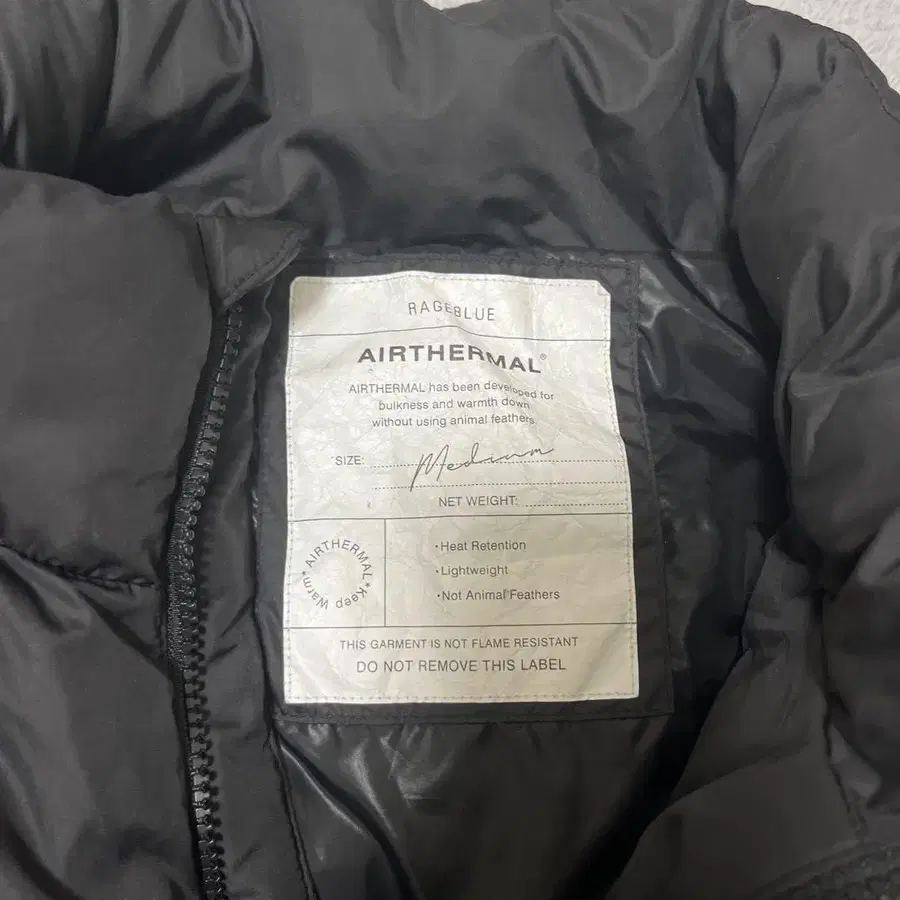 RAGEBLUE
AIRTHERMAL®
AIRTHERMAL has been developed for
bulkness and warmth down
without using animal feathers
SIZE: Medium
NET WEIGHT:
AIRTHERMAL * Keep Warm *
・Heat Retention
・Lightweight
・Not Animal Feathers
THIS GARMENT IS NOT FLAME RESISTANT
DO NOT REMOVE THIS LABEL